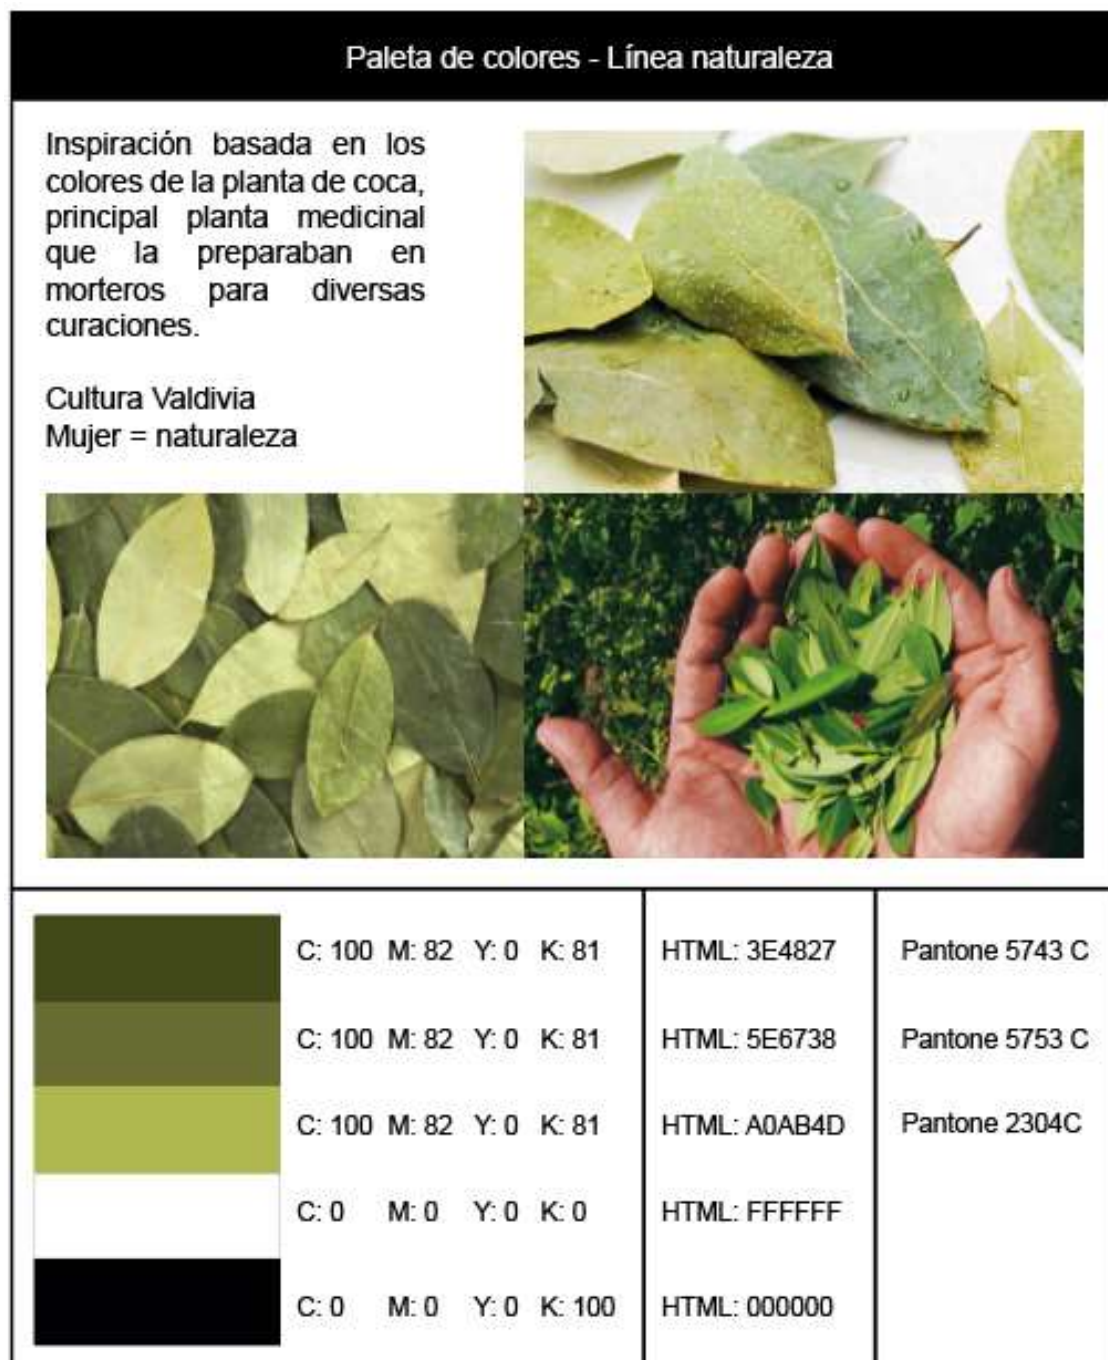 Paleta de colores - Línea naturaleza
Inspiración basada en los
colores de la planta de coca,
principal planta medicinal
que la preparaban en
morteros para diversas
curaciones.
Cultura Valdivia
Mujer = naturaleza
C: 100 M: 82 Y: 0 K: 81 HTML: 3E4827 Pantone 5743 C
C: 100 M: 82 Y: 0 K: 81 HTML: 5E6738 Pantone 5753 C
C: 100 M: 82 Y: 0 K: 81 HTML: A0AB4D Pantone 2304C
C: 0 M: 0 Y: 0 K: 0 HTML: FFFFFF
C: 0 M: 0 Y: 0 K: 100 HTML: 000000